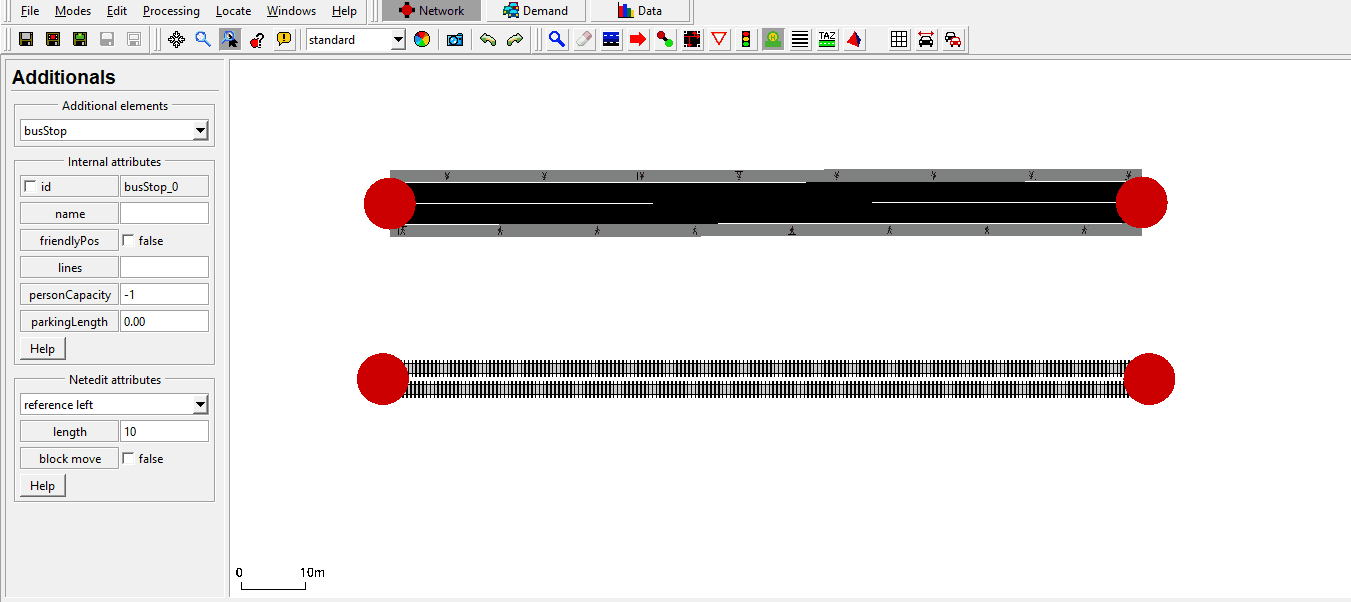 File Modes Edit Processing Locate Windows Help Network Demand Data
standard TAZ
Additionals
Additional elements
busStop
Internal attributes
id busStop_0
name
friendlyPos false
lines
personCapacity -1
parkingLength 0.00
Help
Netedit attributes
reference left
length 10
block move false
Help
0 10m